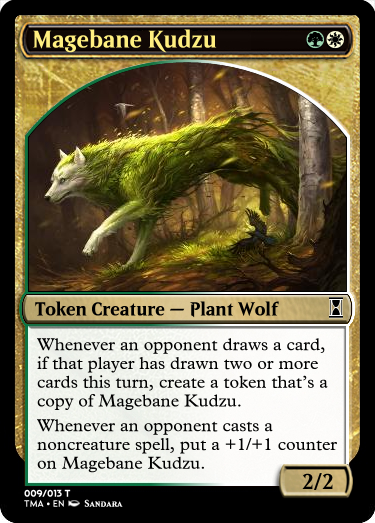 Magebane Kudzu
Token Creature — Plant Wolf
Whenever an opponent draws a card,
if that player has drawn two or more
cards this turn, create a token that's a
copy of Magebane Kudzu.
Whenever an opponent casts a
noncreature spell, put a +1/+1 counter
on Magebane Kudzu.
2/2
009/013 T
TMA • EN Sandara